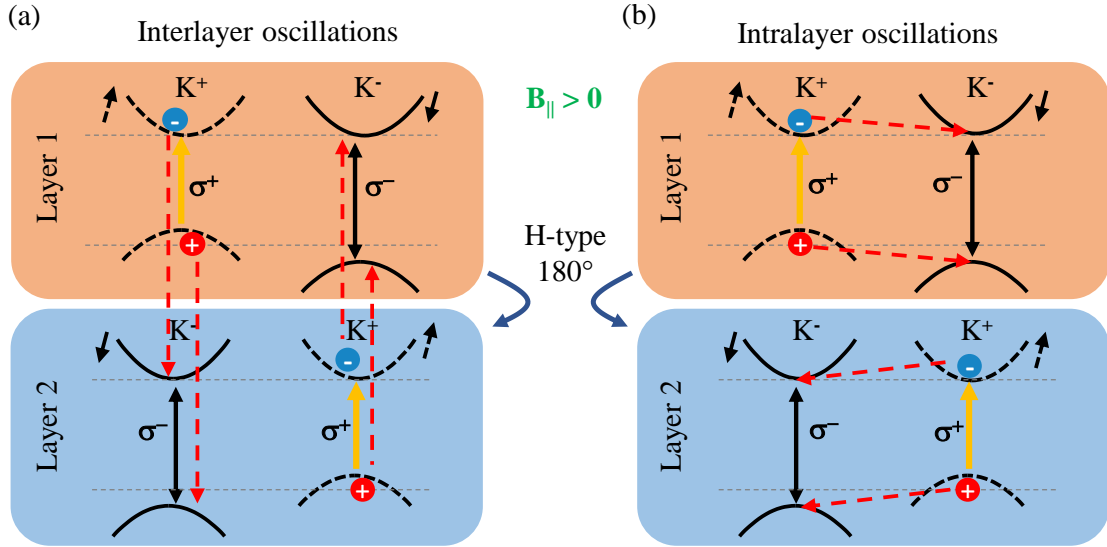 (a)
Interlayer oscillations
K⁺
K⁻
-
σ⁺
σ⁻
+
Layer 1
K⁻
K⁺
-
σ⁻
σ⁺
+
Layer 2
B|| > 0
H-type
180°
(b)
Intralayer oscillations
K⁺
K⁻
-
σ⁺
σ⁻
+
Layer 1
K⁻
K⁺
-
σ⁻
σ⁺
+
Layer 2